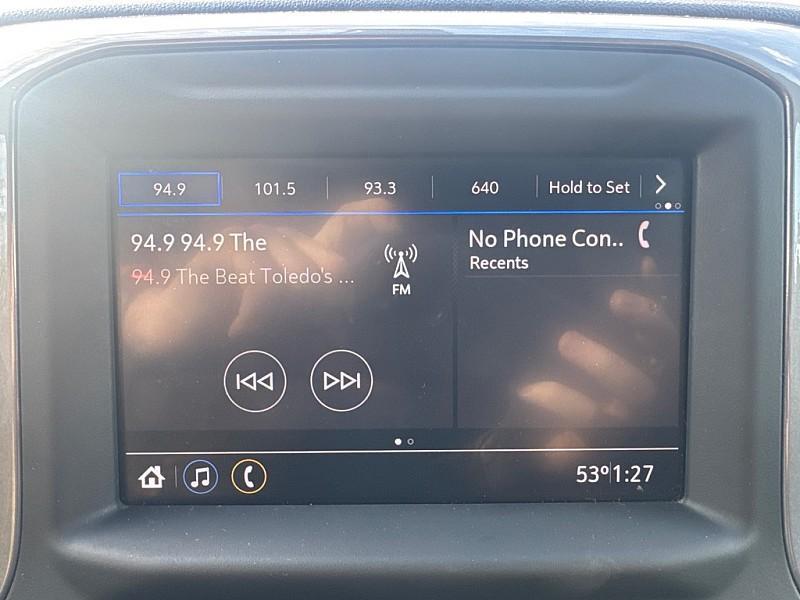 94.9 101.5 93.3 640 Hold to Set
94.9 94.9 The
94.9 The Beat Toledo's ...
FM
No Phone Con..
Recents
53° 1:27